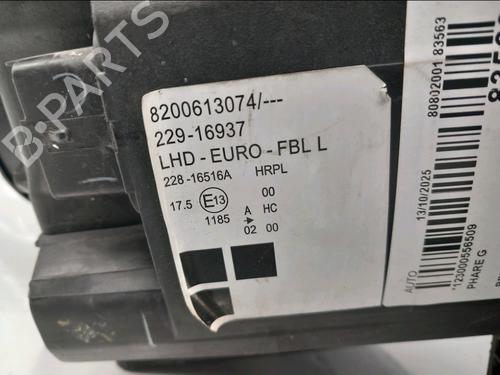 B-PARTS
8200613074/---
229-16937
LHD - EURO - FBL L
228 -16516A HRPL
00
17.5 E13 A HC
1185 02 00
80802001 83563
13/10/2025
AUTO
*123000556509
PHARE G